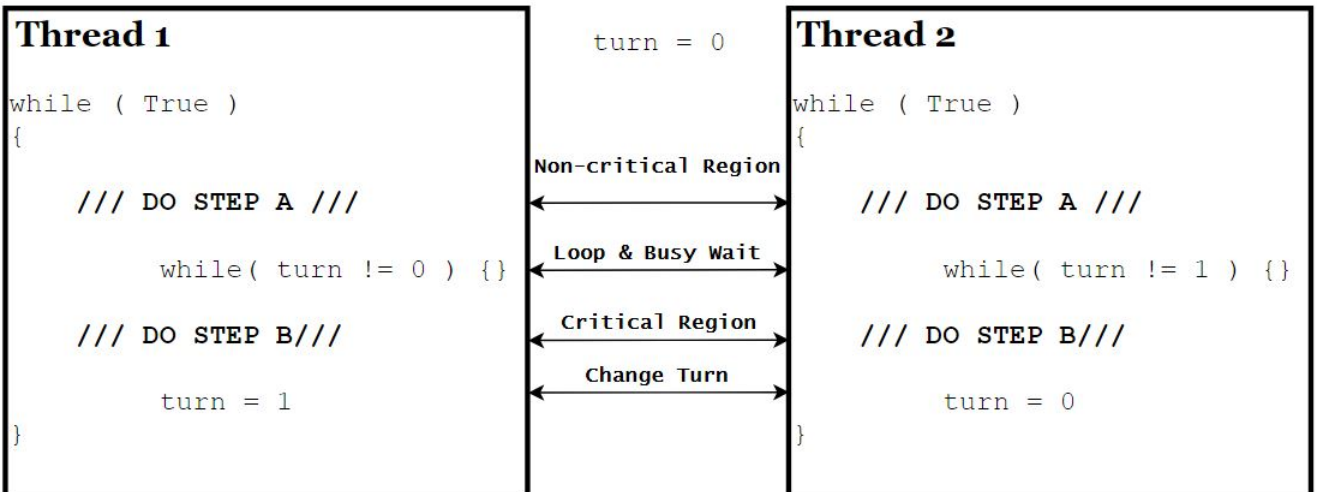 Thread 1
while ( True )
{
/// DO STEP A ///
while( turn != 0 ) {}
/// DO STEP B///
turn = 1
}
turn = 0
Non-critical Region
Loop & Busy Wait
Critical Region
Change Turn
Thread 2
while ( True )
{
/// DO STEP A ///
while( turn != 1 ) {}
/// DO STEP B///
turn = 0
}